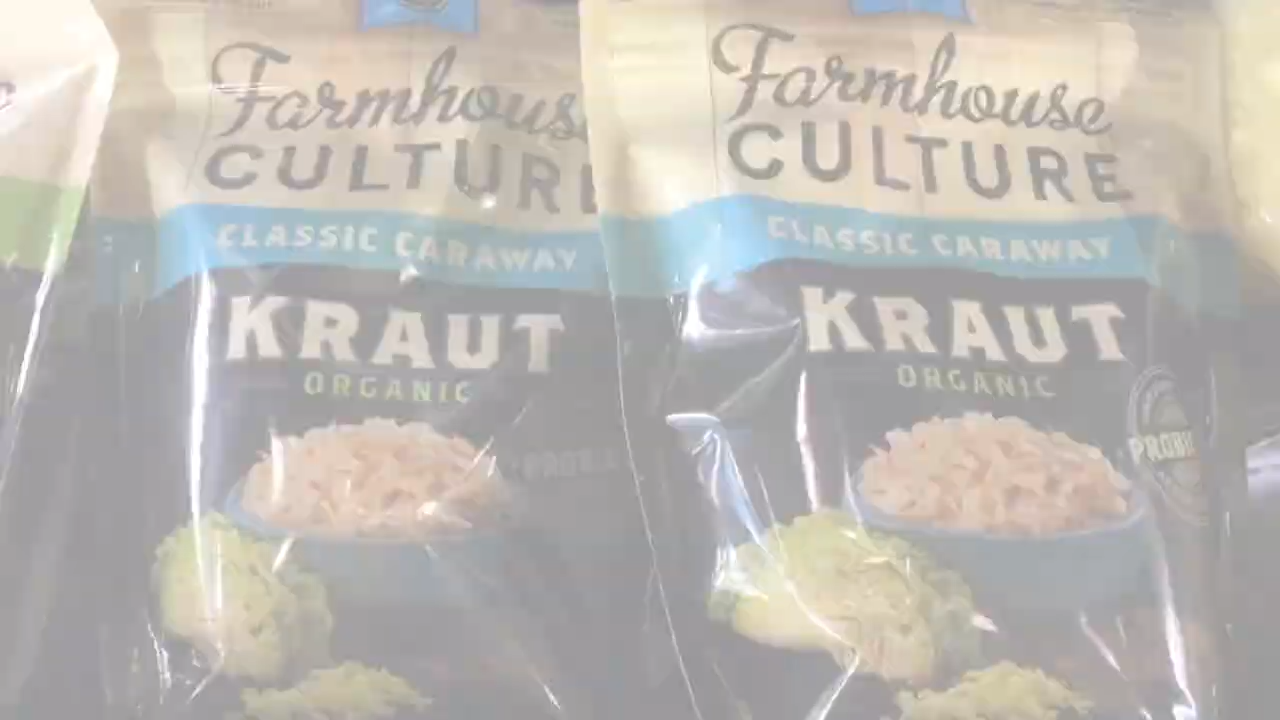 Farmhouse
CULTURE
CLASSIC CARAWAY
KRAUT
ORGANIC
Farmhouse
CULTURE
CLASSIC CARAWAY
KRAUT
ORGANIC